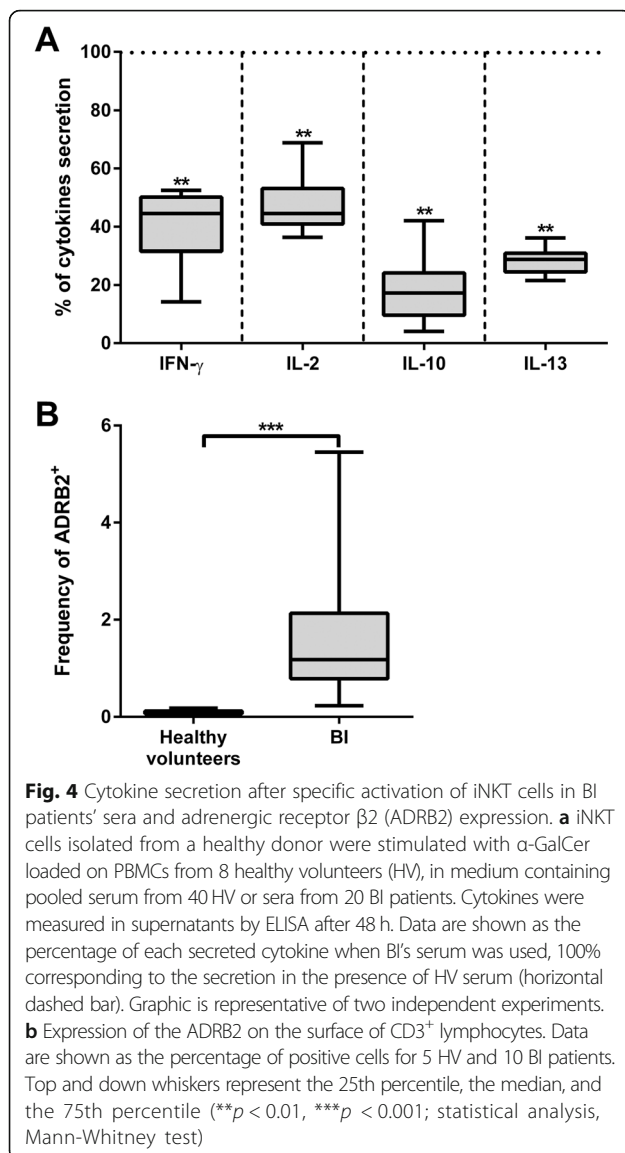 A
% of cytokines secretion
100
80
60
40
20
0
**
**
**
**
IFN-γ IL-2 IL-10 IL-13
B
Frequency of ADRB2+
6
4
2
0
***
Healthy volunteers
BI
Fig. 4 Cytokine secretion after specific activation of iNKT cells in BI
patients' sera and adrenergic receptor β2 (ADRB2) expression. a iNKT
cells isolated from a healthy donor were stimulated with α-GalCer
loaded on PBMCs from 8 healthy volunteers (HV), in medium containing
pooled serum from 40 HV or sera from 20 BI patients. Cytokines were
measured in supernatants by ELISA after 48 h. Data are shown as the
percentage of each secreted cytokine when BI's serum was used, 100%
corresponding to the secretion in the presence of HV serum (horizontal
dashed bar). Graphic is representative of two independent experiments.
b Expression of the ADRB2 on the surface of CD3+ lymphocytes. Data
are shown as the percentage of positive cells for 5 HV and 10 BI patients.
Top and down whiskers represent the 25th percentile, the median, and
the 75th percentile (**p < 0.01, ***p < 0.001; statistical analysis,
Mann-Whitney test)